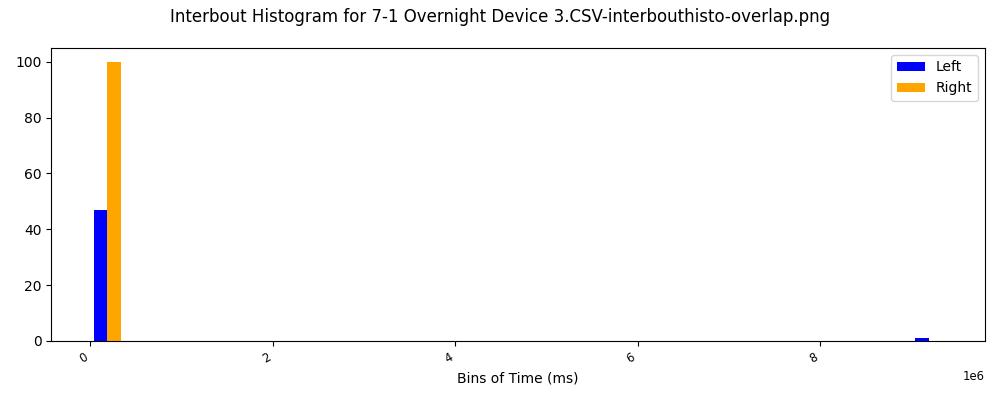 Interbout Histogram for 7-1 Overnight Device 3.CSV-interbouthisto-overlap.png
100
80
60
40
20
0
Left
Right
0
2
4
6
8
1e6
Bins of Time (ms)